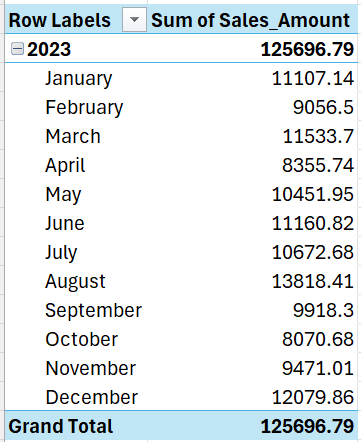 Row Labels Sum of Sales_Amount
2023 125696.79
January 11107.14
February 9056.5
March 11533.7
April 8355.74
May 10451.95
June 11160.82
July 10672.68
August 13818.41
September 9918.3
October 8070.68
November 9471.01
December 12079.86
Grand Total 125696.79